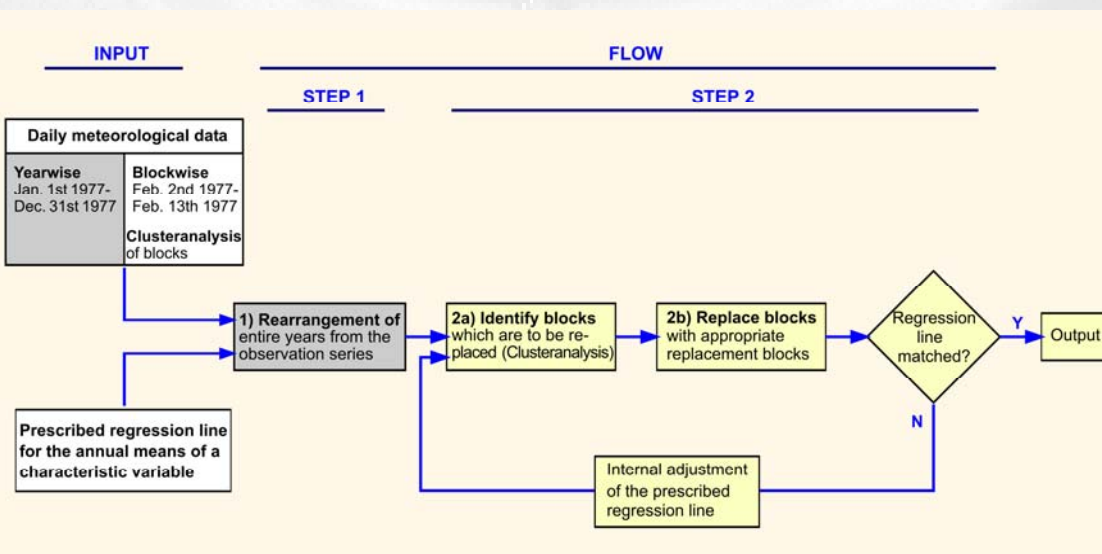 INPUT
FLOW
STEP 1
STEP 2
Daily meteorological data
Yearwise
Jan. 1st 1977-
Dec. 31st 1977
Blockwise
Feb. 2nd 1977-
Feb. 13th 1977
Clusteranalysis
of blocks
1) Rearrangement of
entire years from the
observation series
2a) Identify blocks
which are to be re-
placed (Clusteranalysis)
2b) Replace blocks
with appropriate
replacement blocks
Regression
line
matched?
Y
Output
N
Prescribed regression line
for the annual means of a
characteristic variable
Internal adjustment
of the prescribed
regression line